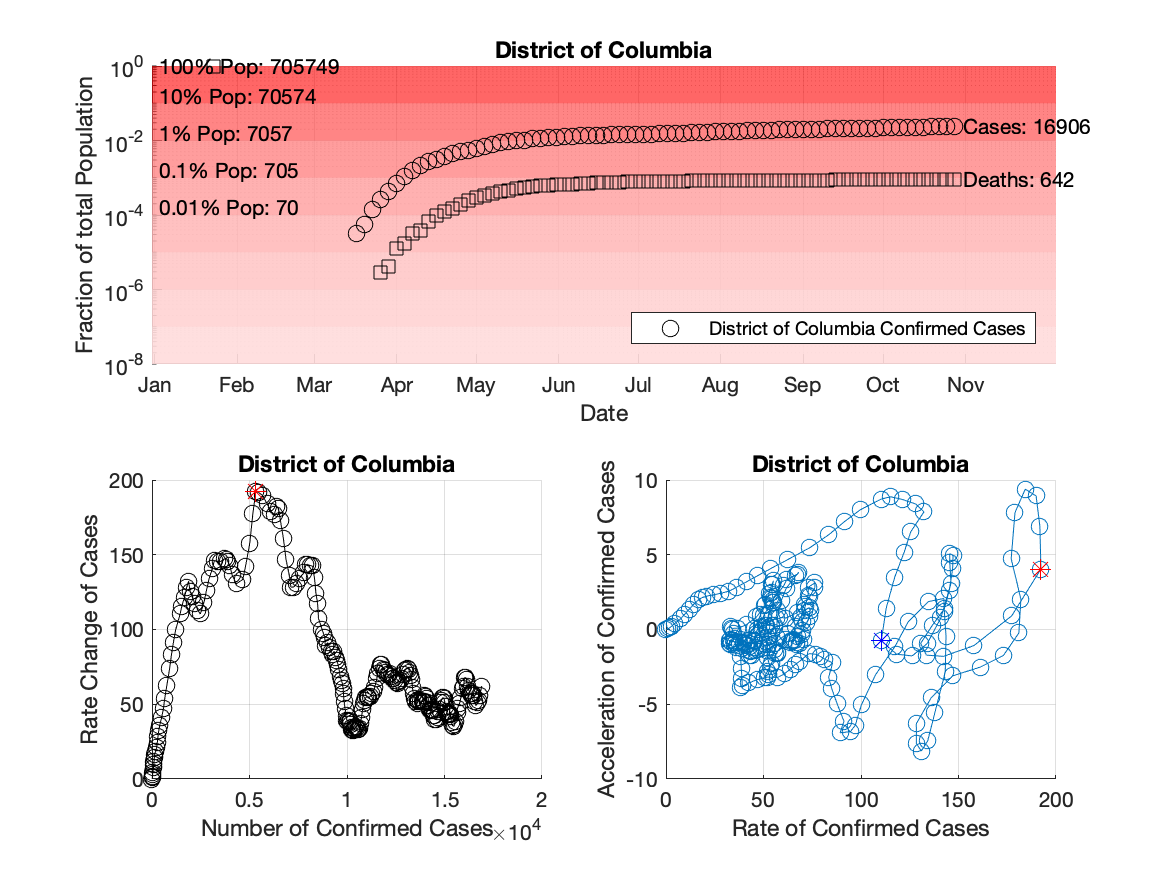 District of Columbia
10^0
10^-2
10^-4
10^-6
10^-8
Fraction of total Population
100% Pop: 705749
10% Pop: 70574
1% Pop: 7057
0.1% Pop: 705
0.01% Pop: 70
Cases: 16906
Deaths: 642
District of Columbia Confirmed Cases
Jan Feb Mar Apr May Jun Jul Aug Sep Oct Nov
Date
District of Columbia
200
150
100
50
0
Rate Change of Cases
0 0.5 1 1.5 2
Number of Confirmed Cases ×10^4
District of Columbia
10
5
0
-5
-10
Acceleration of Confirmed Cases
0 50 100 150 200
Rate of Confirmed Cases